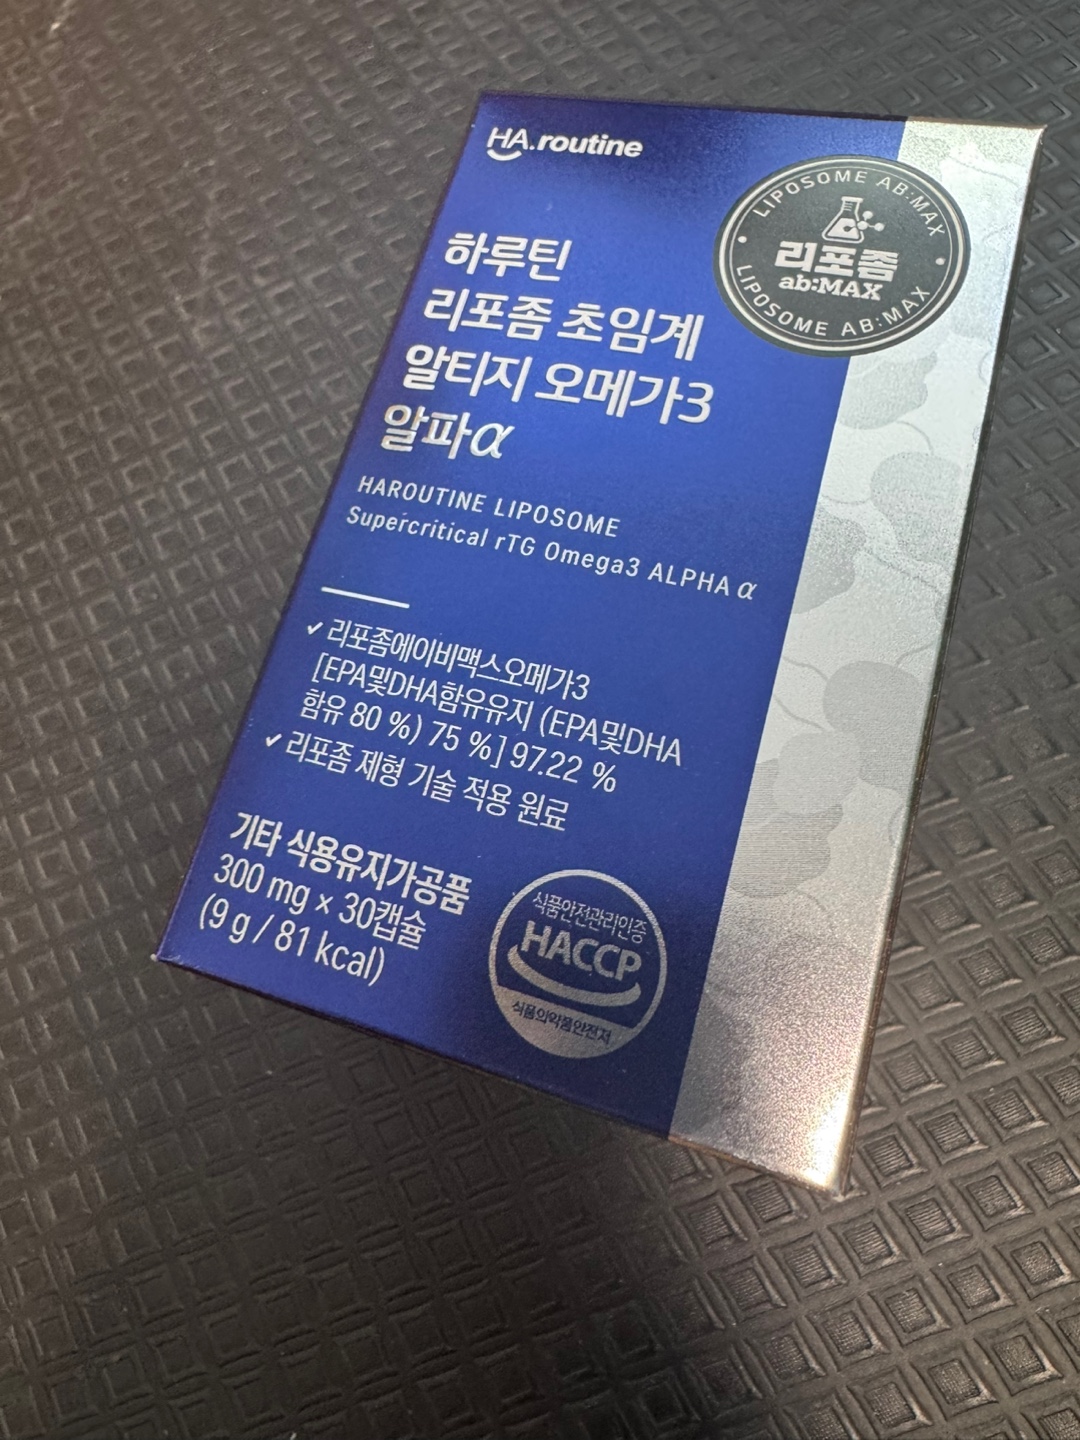 HA.routine
LIPOSOME AB:MAX
리포좀
ab:MAX
LIPOSOME AB:MAX
하루틴
리포좀 초임계
알티지 오메가3
알파α
HAROUTINE LIPOSOME
Supercritical rTG Omega3 ALPHA α
✓ 리포좀에이비맥스오메가3
[EPA및DHA함유유지 (EPA및DHA
함유 80 %) 75 %] 97.22 %
✓ 리포좀 제형 기술 적용 원료
기타 식용유지가공품
300 mg x 30캡슐
(9 g / 81 kcal)
식품안전관리인증
HACCP
식품의약품안전처